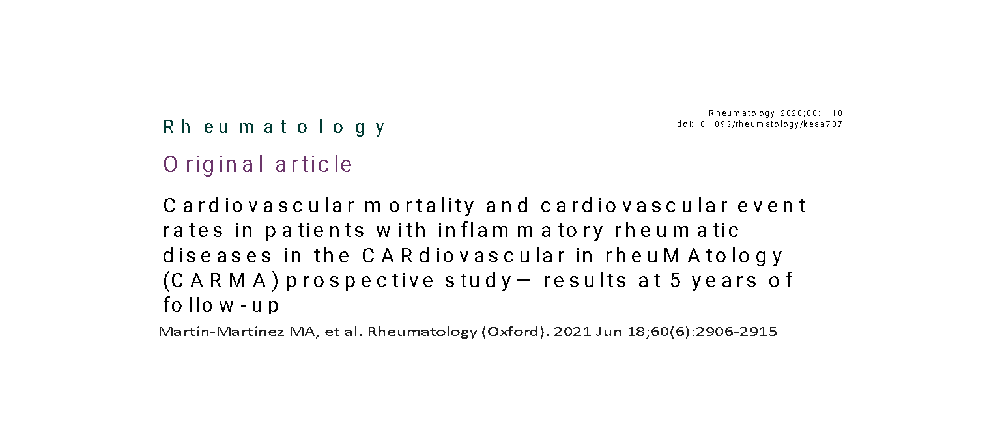 Rheumatology
Rheumatology 2020;00:1–10
doi:10.1093/rheumatology/keaa737
Original article
Cardiovascular mortality and cardiovascular event
rates in patients with inflammatory rheumatic
diseases in the CARdiovascular in rheuMAtology
(CARMA) prospective study— results at 5 years of
follow-up
Martín-Martínez MA, et al. Rheumatology (Oxford). 2021 Jun 18;60(6):2906-2915